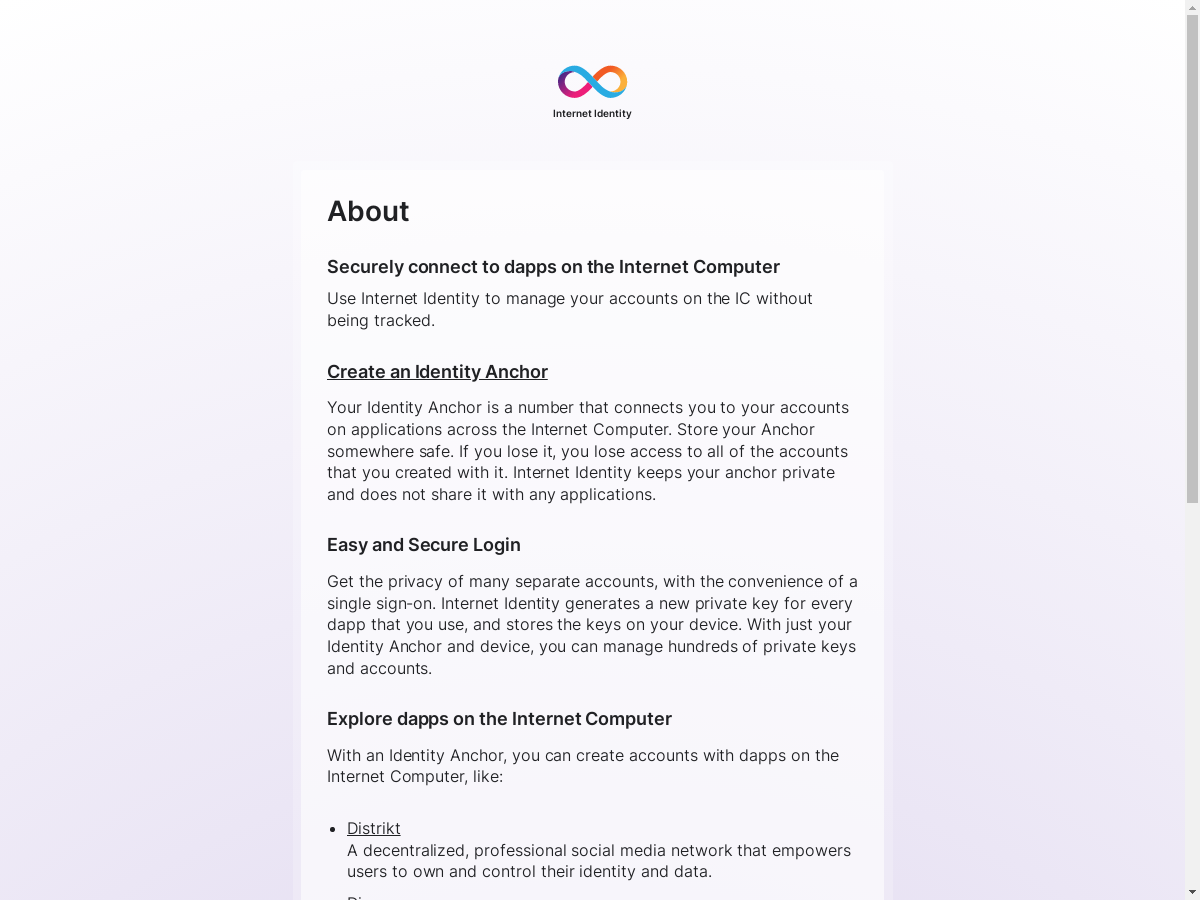 Internet Identity
About
Securely connect to dapps on the Internet Computer
Use Internet Identity to manage your accounts on the IC without
being tracked.
Create an Identity Anchor
Your Identity Anchor is a number that connects you to your accounts
on applications across the Internet Computer. Store your Anchor
somewhere safe. If you lose it, you lose access to all of the accounts
that you created with it. Internet Identity keeps your anchor private
and does not share it with any applications.
Easy and Secure Login
Get the privacy of many separate accounts, with the convenience of a
single sign-on. Internet Identity generates a new private key for every
dapp that you use, and stores the keys on your device. With just your
Identity Anchor and device, you can manage hundreds of private keys
and accounts.
Explore dapps on the Internet Computer
With an Identity Anchor, you can create accounts with dapps on the
Internet Computer, like:
Distrikt
A decentralized, professional social media network that empowers
users to own and control their identity and data.